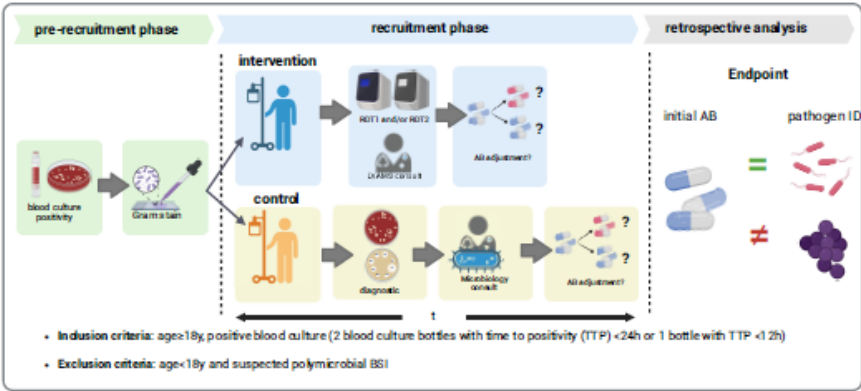 pre-recruitment phase
recruitment phase
retrospective analysis
intervention
Endpoint
RDT1 and/or RDT2
?
?
initial AB
pathogen ID
consult
AB adjustment?
=
blood culture
positivity
Gram stain
control
?
?
≠
diagnostic
Microbiology
consult
AB adjustment?
t
• Inclusion criteria: age≥18y, positive blood culture (2 blood culture bottles with time to positivity (TTP) <24h or 1 bottle with TTP <12h)
• Exclusion criteria: age<18y and suspected polymicrobial BSI